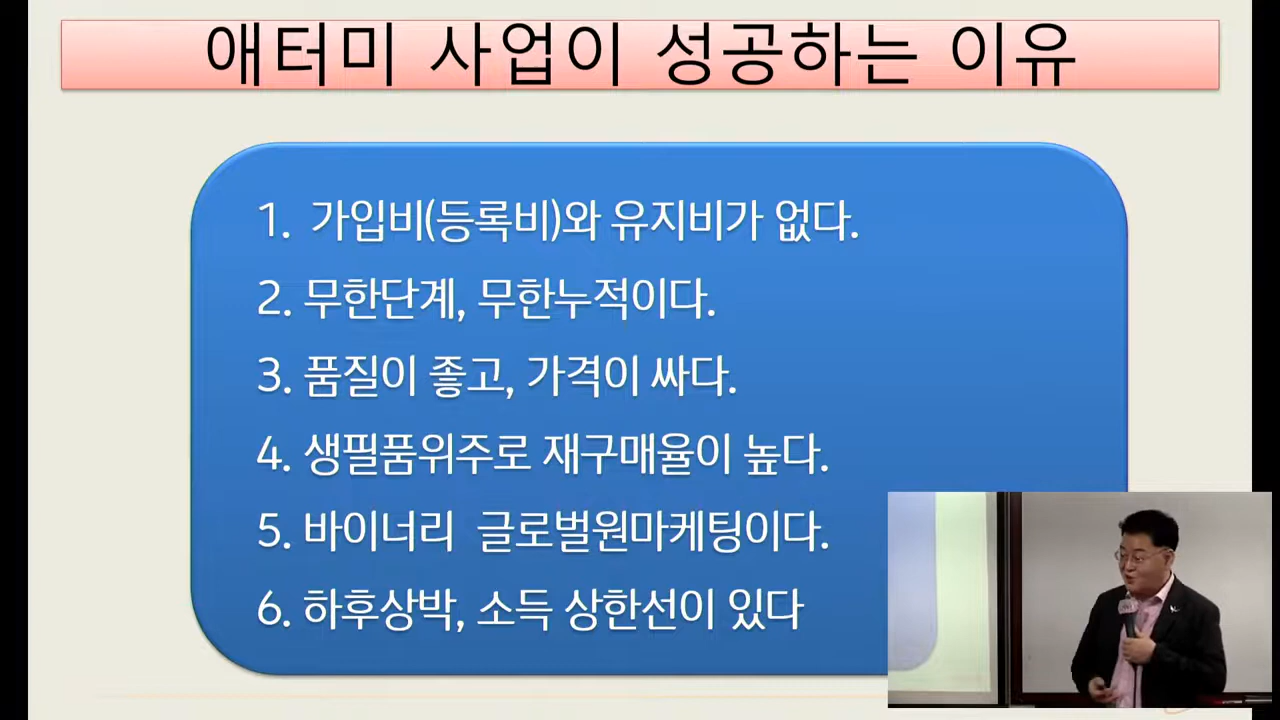 애터미 사업이 성공하는 이유
1. 가입비(등록비)와 유지비가 없다.
2. 무한단계, 무한누적이다.
3. 품질이 좋고, 가격이 싸다.
4. 생필품위주로 재구매율이 높다.
5. 바이너리 글로벌원마케팅이다.
6. 하후상박, 소득 상한선이 있다